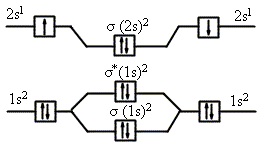 2s¹ σ (2s)² 2s¹
σ*(1s)²
1s² σ (1s)² 1s²